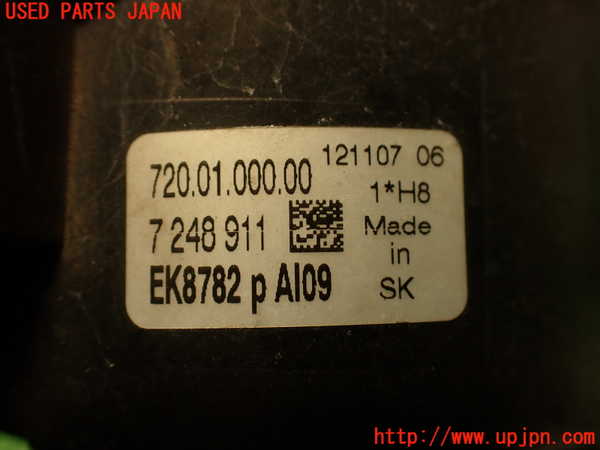 USED PARTS JAPAN
720.01.000.00
121107 06
1*H8
7 248 911
Made
in
SK
EK8782 p AI09
http://www.upjpn.com/